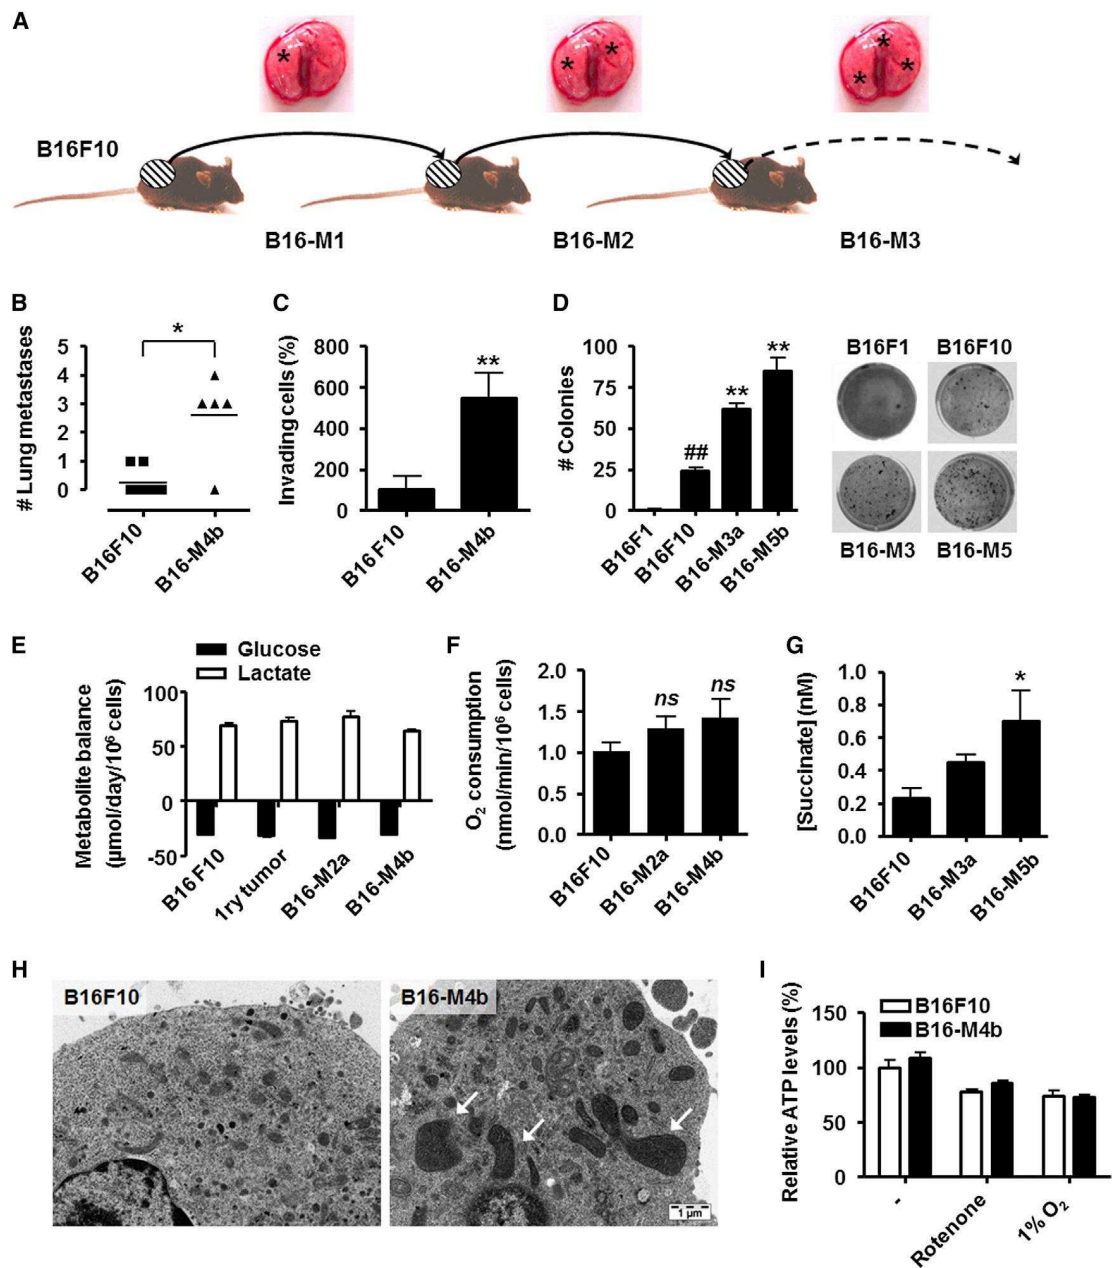 A
B16F10
B16-M1
B16-M2
B16-M3
B
# Lung metastases
5
4
3
2
1
0
*
B16F10
B16-M4b
C
Invading cells (%)
800
600
400
200
0
**
B16F10
B16-M4b
D
# Colonies
100
75
50
25
0
##
**
**
B16F1
B16F10
B16-M3a
B16-M5b
B16F1
B16F10
B16-M3
B16-M5
E
Glucose
Lactate
Metabolite balance
(µmol/day/10⁶ cells)
100
50
0
-50
B16F10
1ry tumor
B16-M2a
B16-M4b
F
O₂ consumption
(nmol/min/10⁶ cells)
2.0
1.5
1.0
0.5
0.0
ns
ns
B16F10
B16-M2a
B16-M4b
G
[Succinate] (nM)
1.0
0.8
0.6
0.4
0.2
0.0
*
B16F10
B16-M3a
B16-M5b
H
B16F10
B16-M4b
1 µm
I
B16F10
B16-M4b
Relative ATP levels (%)
150
100
50
0
-
Rotenone
1% O₂